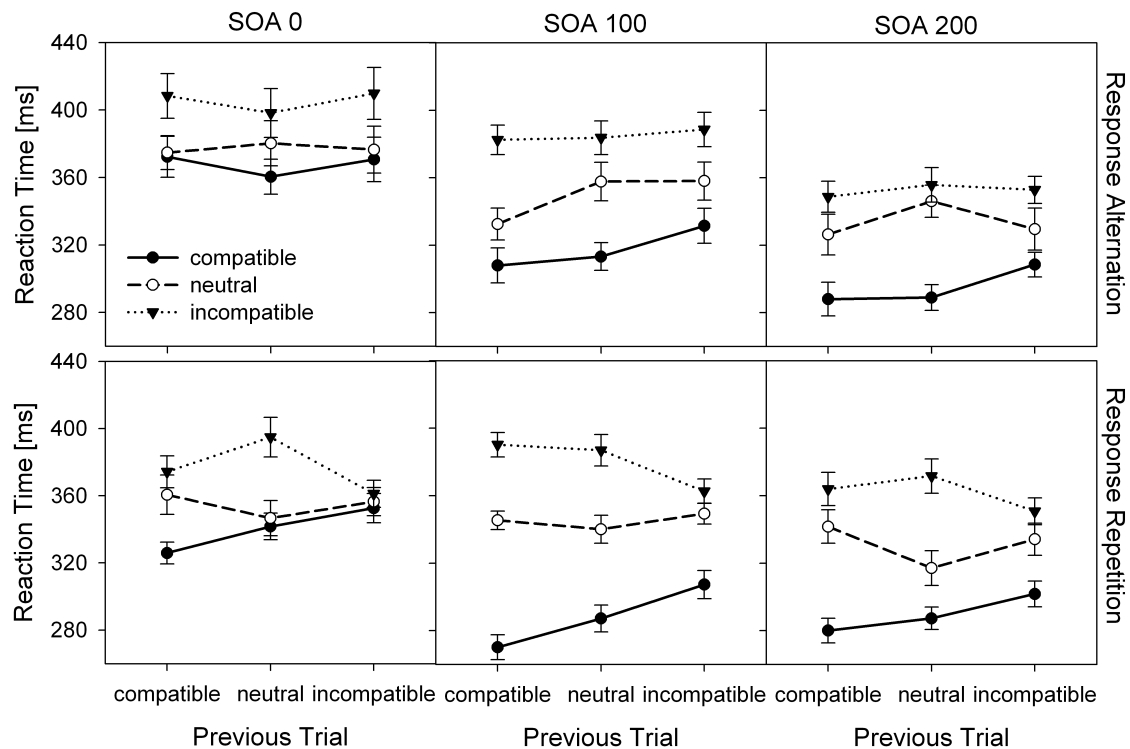 SOA 0 SOA 100 SOA 200
440
400
360
320
280
Reaction Time [ms]
compatible
neutral
incompatible
Response Alternation
440
400
360
320
280
Reaction Time [ms]
Response Repetition
compatible neutral incompatible compatible neutral incompatible compatible neutral incompatible
Previous Trial Previous Trial Previous Trial